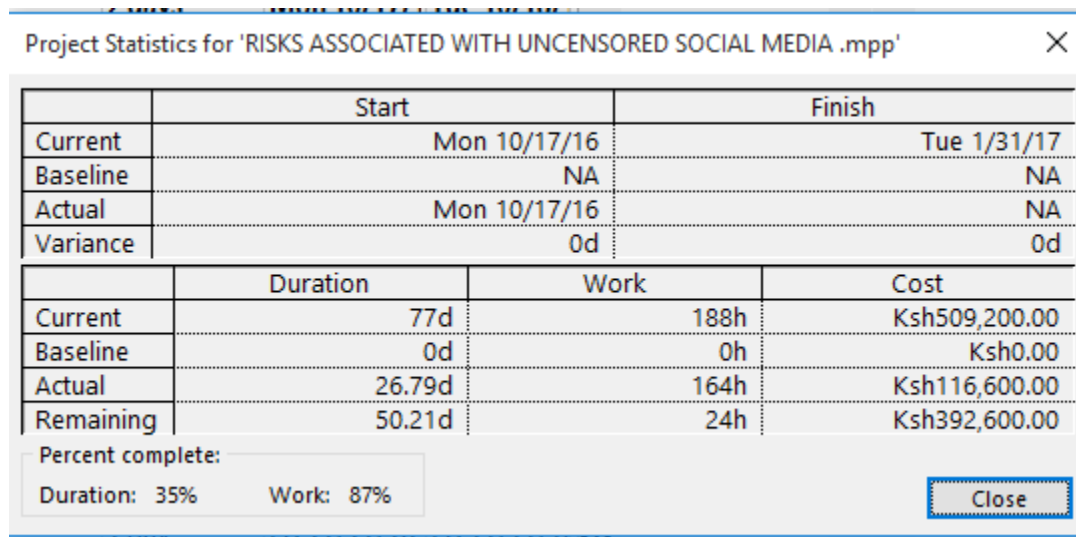 Project Statistics for 'RISKS ASSOCIATED WITH UNCENSORED SOCIAL MEDIA .mpp'
Start Finish
Current Mon 10/17/16 Tue 1/31/17
Baseline NA NA
Actual Mon 10/17/16 NA
Variance 0d 0d
Duration Work Cost
Current 77d 188h Ksh509,200.00
Baseline 0d 0h Ksh0.00
Actual 26.79d 164h Ksh116,600.00
Remaining 50.21d 24h Ksh392,600.00
Percent complete:
Duration: 35% Work: 87%
Close